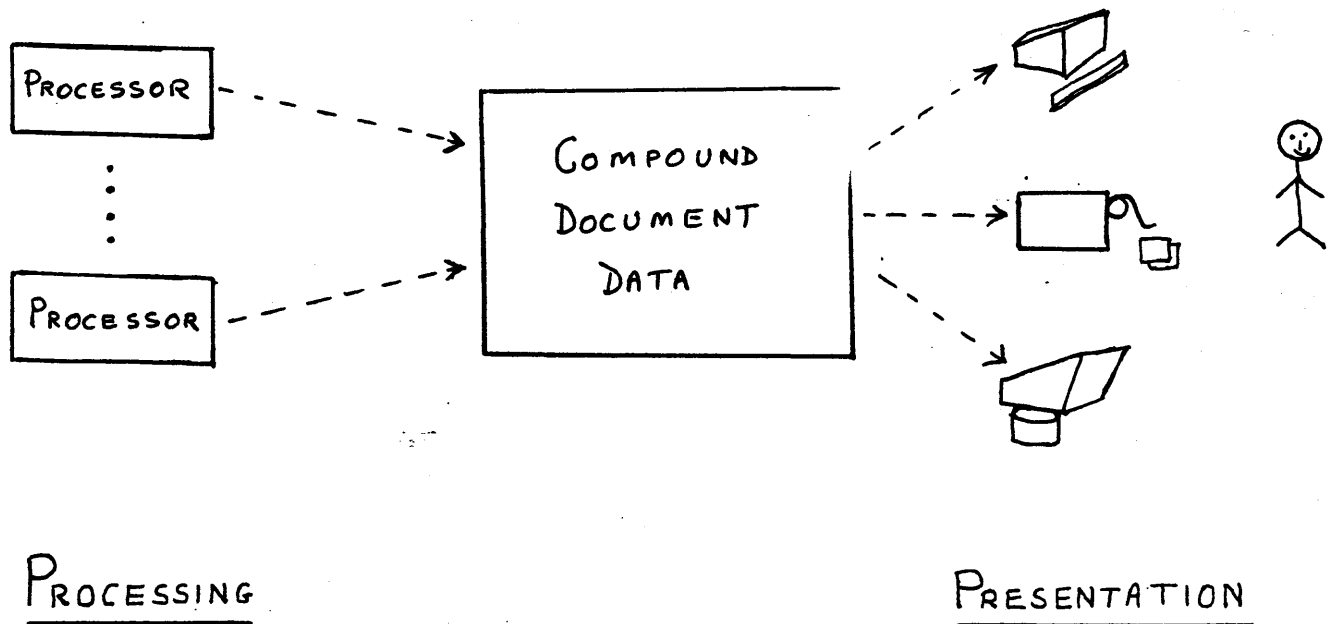 PROCESSOR
PROCESSOR
COMPOUND
DOCUMENT
DATA
PROCESSING
PRESENTATION